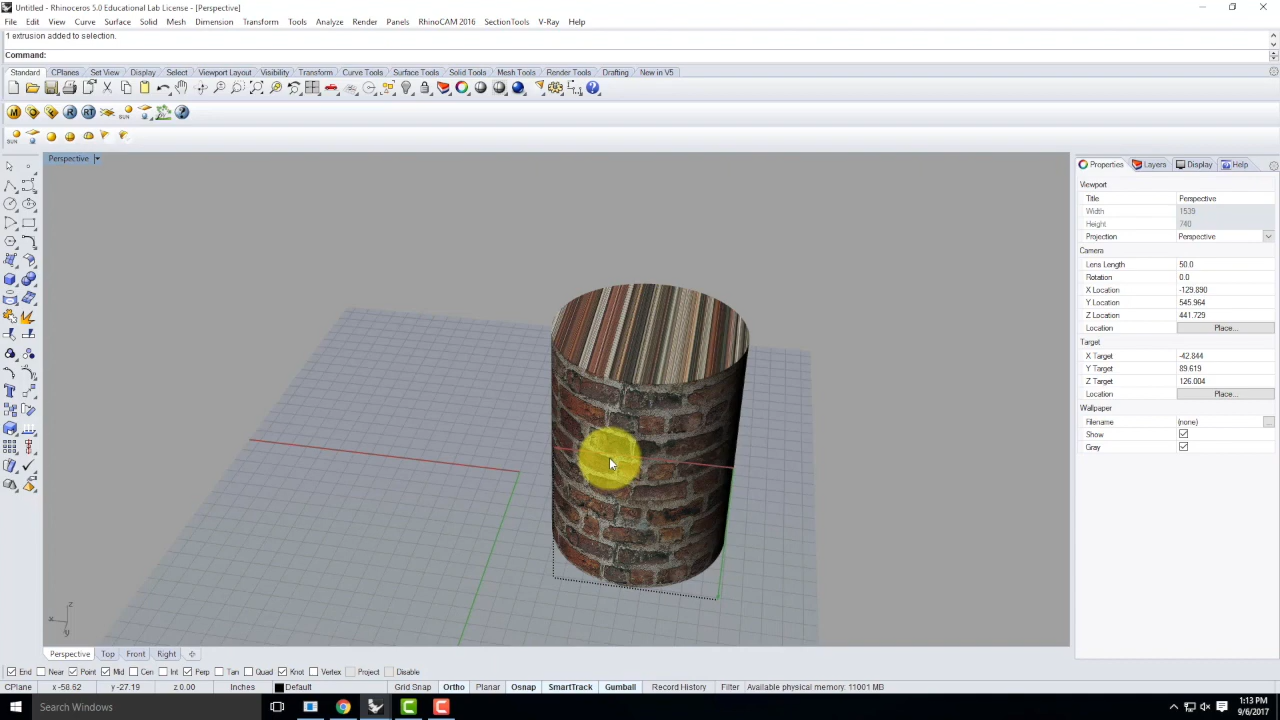 Untitled - Rhinoceros 5.0 Educational Lab License - [Perspective]
File Edit View Curve Surface Solid Mesh Dimension Transform Tools Analyze Render Panels RhinoCAM 2016 SectionTools V-Ray Help
1 extrusion added to selection.
Command:
Standard CPlanes Set View Display Select Viewport Layout Visibility Transform Curve Tools Surface Tools Solid Tools Mesh Tools Render Tools Drafting New in V5
M R RT SUN ?
SUN
Perspective
Properties Layers Display Help
Viewport
Title Perspective
Width 1539
Height 740
Projection Perspective
Camera
Lens Length 50.0
Rotation 0.0
X Location -129.890
Y Location 545.964
Z Location 441.729
Location Place...
Target
X Target -42.844
Y Target 89.619
Z Target 126.004
Location Place...
Wallpaper
Filename (none) ...
Show
Gray
z
x
y
Perspective Top Front Right
End Near Point Mid Cen Int Perp Tan Quad Knot Vertex Project Disable
CPlane x -58.62 y -27.19 z 0.00 Inches Default Grid Snap Ortho Planar Osnap SmartTrack Gumball Record History Filter Available physical memory: 11001 MB
Search Windows
1:13 PM
9/6/2017